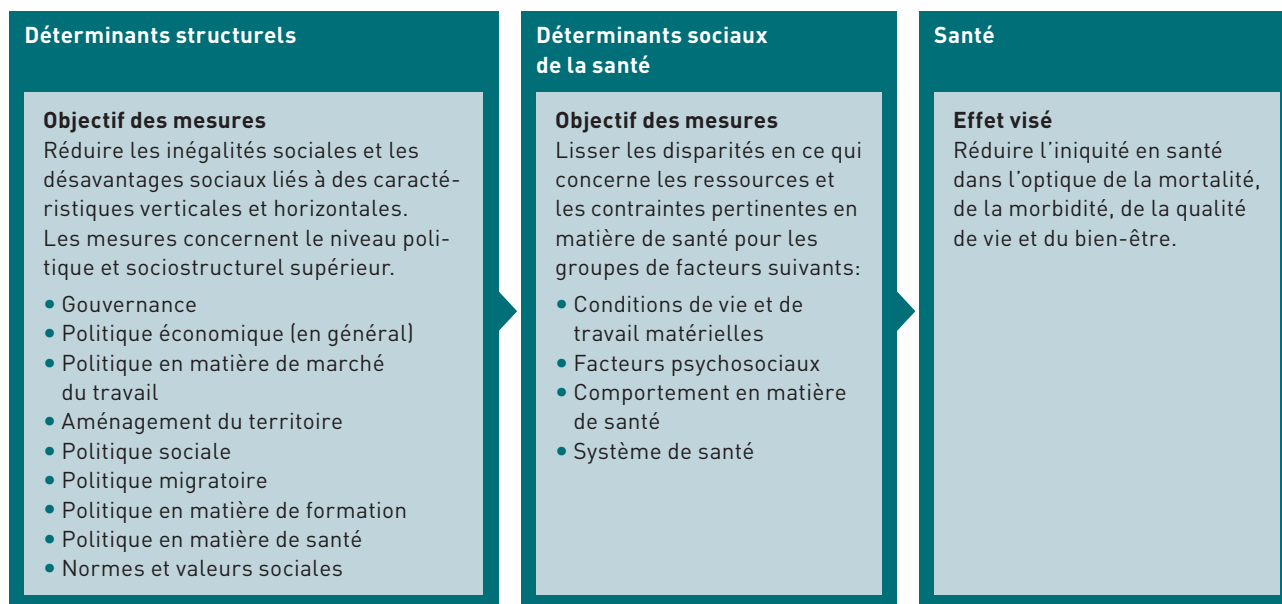 Déterminants structurels
Objectif des mesures
Réduire les inégalités sociales et les
désavantages sociaux liés à des caracté-
ristiques verticales et horizontales.
Les mesures concernent le niveau poli-
tique et sociostructurel supérieur.
• Gouvernance
• Politique économique (en général)
• Politique en matière de marché
du travail
• Aménagement du territoire
• Politique sociale
• Politique migratoire
• Politique en matière de formation
• Politique en matière de santé
• Normes et valeurs sociales
Déterminants sociaux
de la santé
Objectif des mesures
Lisser les disparités en ce qui
concerne les ressources et
les contraintes pertinentes en
matière de santé pour les
groupes de facteurs suivants:
• Conditions de vie et de
travail matérielles
• Facteurs psychosociaux
• Comportement en matière
de santé
• Système de santé
Santé
Effet visé
Réduire l’iniquité en santé
dans l’optique de la mortalité,
de la morbidité, de la qualité
de vie et du bien-être.